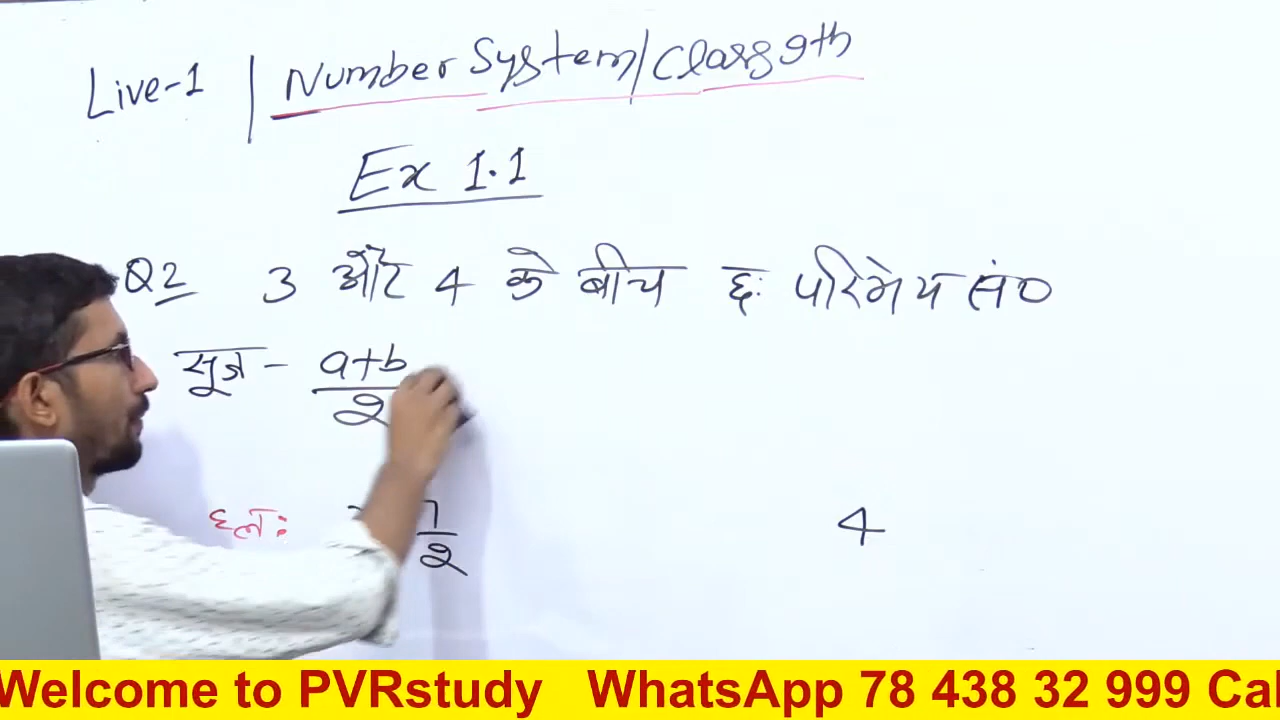 Live-1 | Number System/Class 9th
Ex 1.1
Q2 3 और 4 के बीच छः परिमेय सं०
सूत्र - a+b/2
हल: 7/2 4
Welcome to PVRstudy WhatsApp 78 438 32 999 Cal